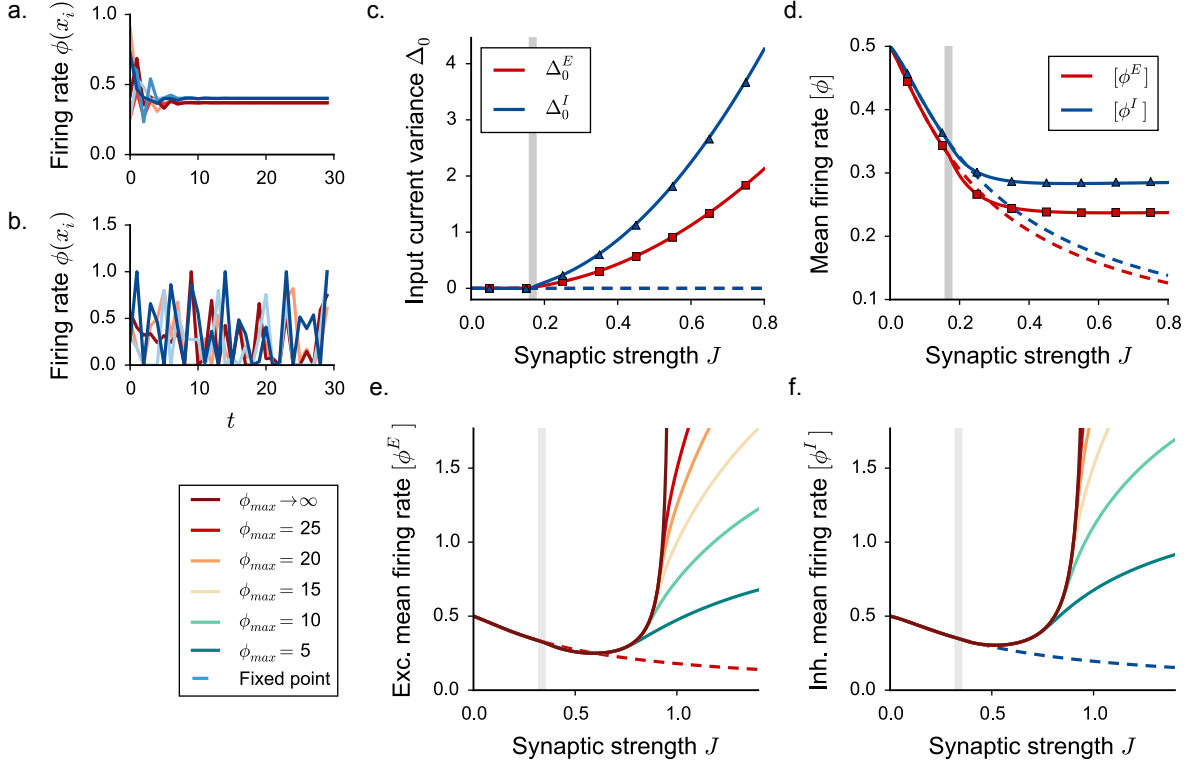 a.
Firing rate ϕ(x_i)
1.0
0.5
0.0
0 10 20 30
b.
Firing rate ϕ(x_i)
1.5
1.0
0.5
0.0
0 10 20 30
t
c.
Input current variance Δ_0
4
3
2
1
0
Δ_0^E
Δ_0^I
0.0 0.2 0.4 0.6 0.8
Synaptic strength J
d.
Mean firing rate [ϕ]
0.5
0.4
0.3
0.2
0.1
[ϕ^E]
[ϕ^I]
0.0 0.2 0.4 0.6 0.8
Synaptic strength J
ϕ_max → ∞
ϕ_max = 25
ϕ_max = 20
ϕ_max = 15
ϕ_max = 10
ϕ_max = 5
Fixed point
e.
Exc. mean firing rate [ϕ^E]
1.5
1.0
0.5
0.0
0.0 0.5 1.0
Synaptic strength J
f.
Inh. mean firing rate [ϕ^I]
1.5
1.0
0.5
0.0
0.0 0.5 1.0
Synaptic strength J